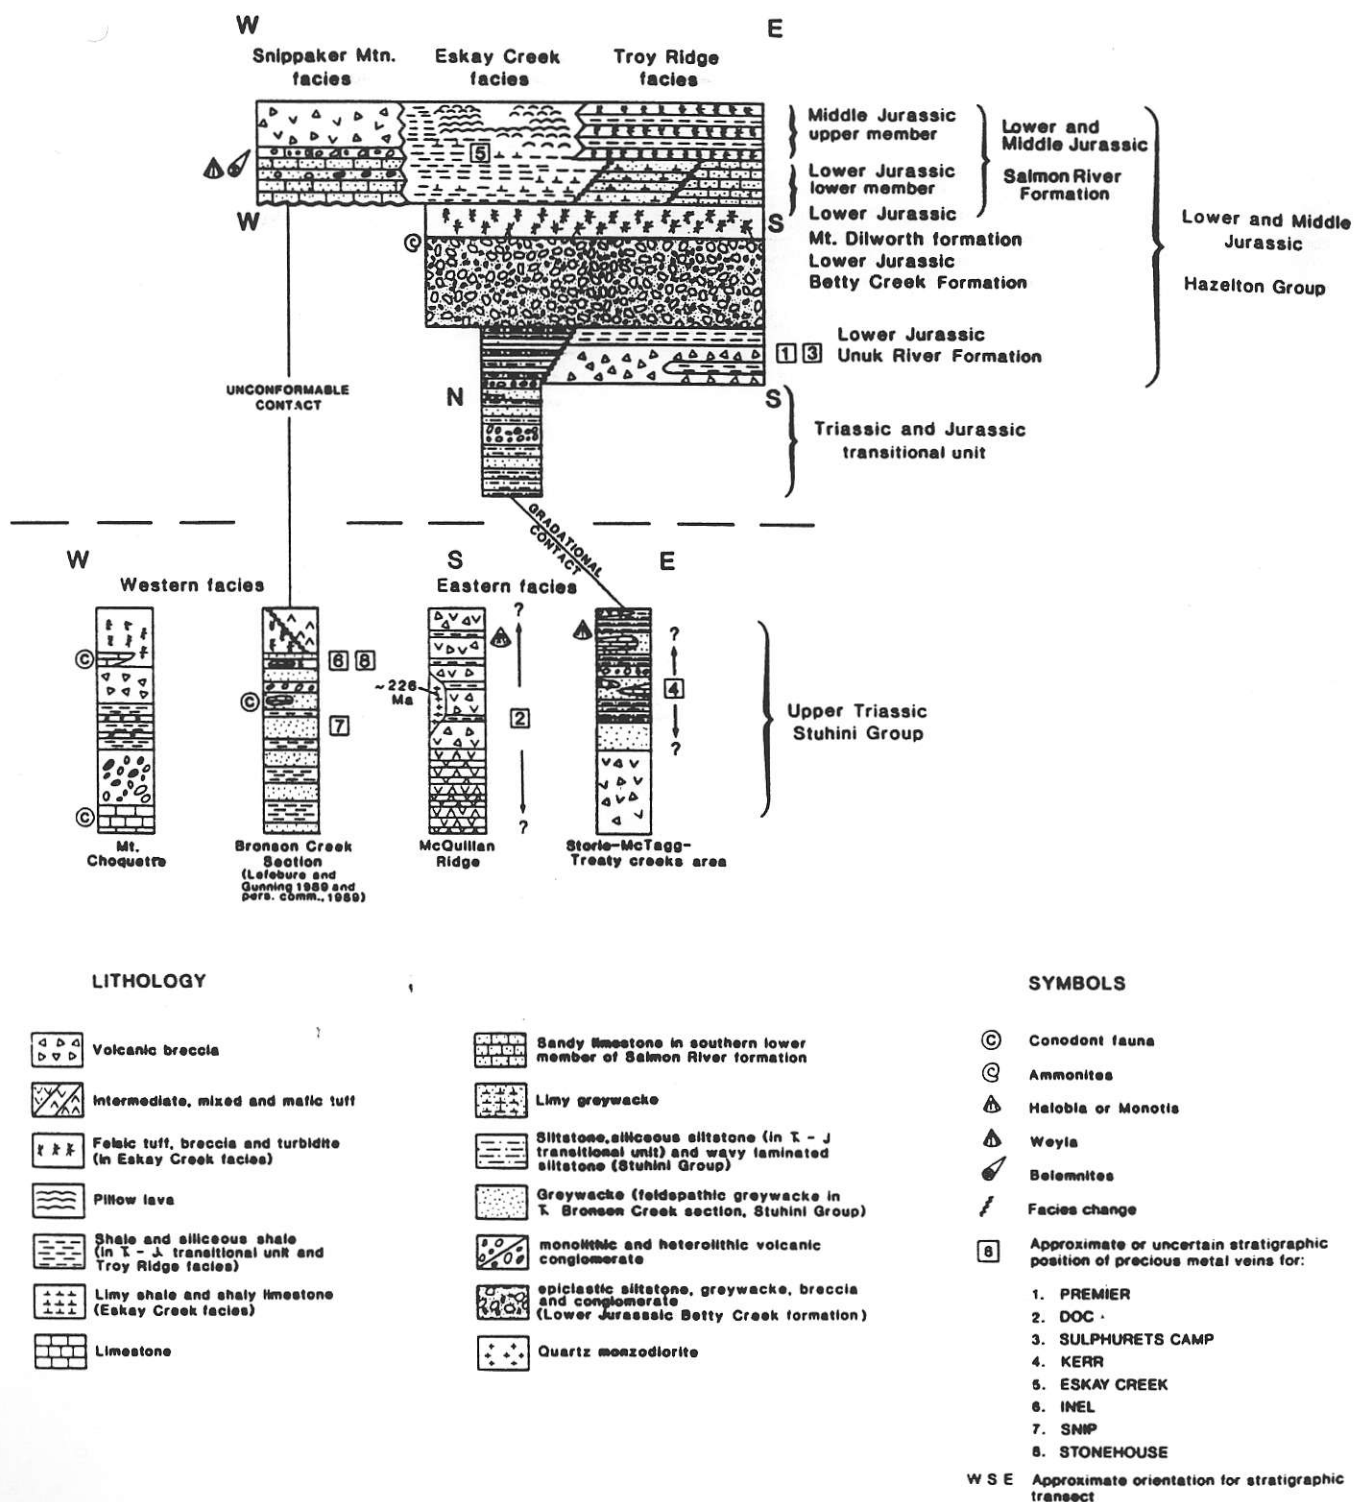 W
E
Snippaker Mtn.
facies
Eskay Creek
facies
Troy Ridge
facies
5
Middle Jurassic
upper member
Lower Jurassic
lower member
Lower and
Middle Jurassic
Salmon River
Formation
W
S
Lower Jurassic
Mt. Dilworth formation
Lower Jurassic
Betty Creek Formation
Lower and Middle
Jurassic
Hazelton Group
C
1 3
Lower Jurassic
Unuk River Formation
UNCONFORMABLE
CONTACT
N
S
Triassic and Jurassic
transitional unit
GRADATIONAL
CONTACT
W
S
E
Western facies
Eastern facies
C
C
C
6 8
7
~226
Ma
?
2
?
?
4
?
Upper Triassic
Stuhini Group
Mt.
Choquette
Bronson Creek
Section
(Lefebure and
Gunning 1989 and
pers. comm., 1989)
McQuillan
Ridge
Storie-McTagg-
Treaty creeks area
LITHOLOGY
Volcanic breccia
Intermediate, mixed and mafic tuff
Felsic tuff, breccia and turbidite
(in Eskay Creek facies)
Pillow lava
Shale and siliceous shale
(in T - J transitional unit and
Troy Ridge facies)
Limy shale and shaly limestone
(Eskay Creek facies)
Limestone
Sandy limestone in southern lower
member of Salmon River formation
Limy greywacke
Siltstone, siliceous siltstone (in T - J
transitional unit) and wavy laminated
siltstone (Stuhini Group)
Greywacke (feldspathic greywacke in
T. Bronson Creek section, Stuhini Group)
monolithic and heterolithic volcanic
conglomerate
epiclastic siltstone, greywacke, breccia
and conglomerate
(Lower Jurasssic Betty Creek formation)
Quartz monzodiorite
SYMBOLS
C Conodont fauna
Ammonites
Halobia or Monotis
Weyla
Belemnites
Facies change
6 Approximate or uncertain stratigraphic
position of precious metal veins for:
1. PREMIER
2. DOC
3. SULPHURETS CAMP
4. KERR
5. ESKAY CREEK
6. INEL
7. SNIP
8. STONEHOUSE
W S E Approximate orientation for stratigraphic
transect